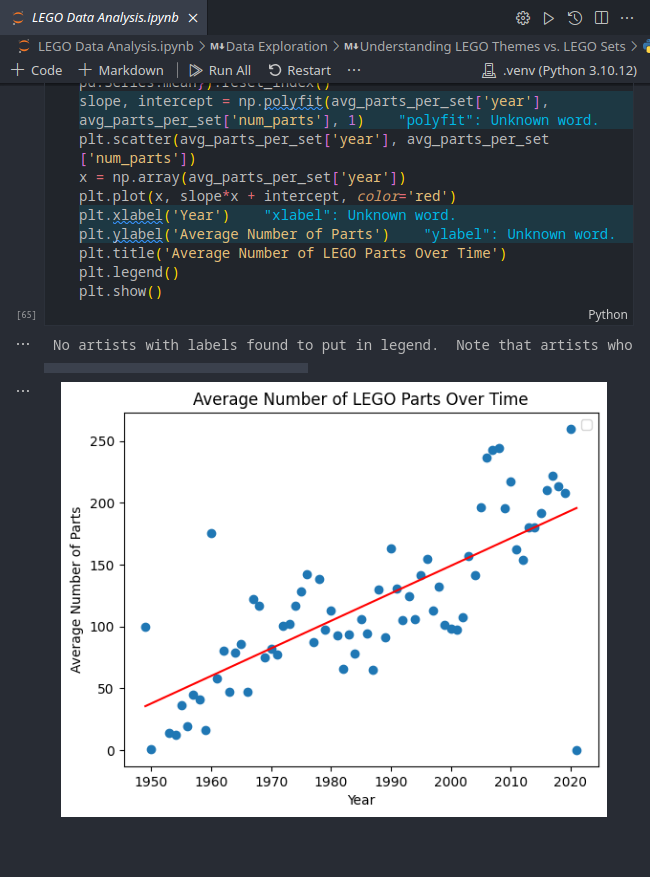 LEGO Data Analysis.ipynb ×
LEGO Data Analysis.ipynb > M↓Data Exploration > M↓Understanding LEGO Themes vs. LEGO Sets >
+ Code + Markdown | Run All Restart ··· .venv (Python 3.10.12)
pd.Series.mean}).reset_index()
slope, intercept = np.polyfit(avg_parts_per_set['year'],
avg_parts_per_set['num_parts'], 1) "polyfit": Unknown word.
plt.scatter(avg_parts_per_set['year'], avg_parts_per_set
['num_parts'])
x = np.array(avg_parts_per_set['year'])
plt.plot(x, slope*x + intercept, color='red')
plt.xlabel('Year') "xlabel": Unknown word.
plt.ylabel('Average Number of Parts') "ylabel": Unknown word.
plt.title('Average Number of LEGO Parts Over Time')
plt.legend()
plt.show()
[65] Python
··· No artists with labels found to put in legend.  Note that artists who
···
Average Number of LEGO Parts Over Time
250
200
150
100
50
0
Average Number of Parts
1950 1960 1970 1980 1990 2000 2010 2020
Year